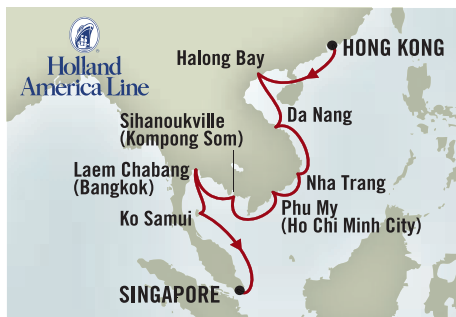 Holland
America Line
HONG KONG
Halong Bay
Da Nang
Sihanoukville
(Kompong Som)
Laem Chabang
(Bangkok)
Nha Trang
Ko Samui
Phu My
(Ho Chi Minh City)
SINGAPORE